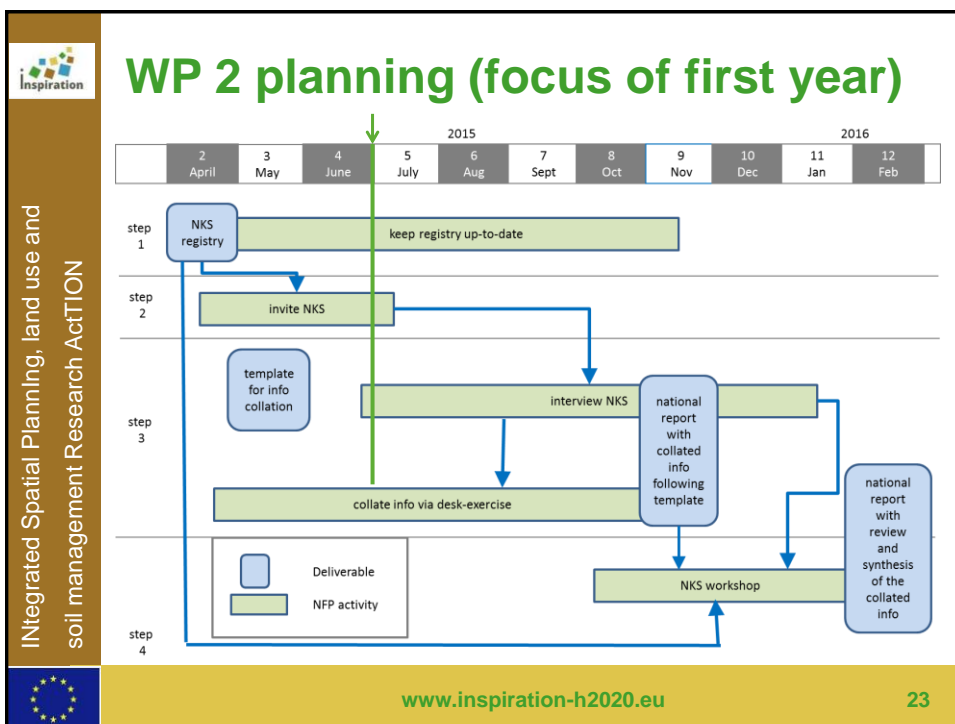 inspiration
WP 2 planning (focus of first year)
INtegrated Spatial PlannIng, land use and
soil management Research ActTION
2015
2016
2
April
3
May
4
June
5
July
6
Aug
7
Sept
8
Oct
9
Nov
10
Dec
11
Jan
12
Feb
step
1
NKS
registry
keep registry up-to-date
step
2
invite NKS
step
3
template
for info
collation
interview NKS
national
report
with
collated
info
following
template
collate info via desk-exercise
national
report
with
review
and
synthesis
of the
collated
info
step
4
NKS workshop
Deliverable
NFP activity
www.inspiration-h2020.eu
23